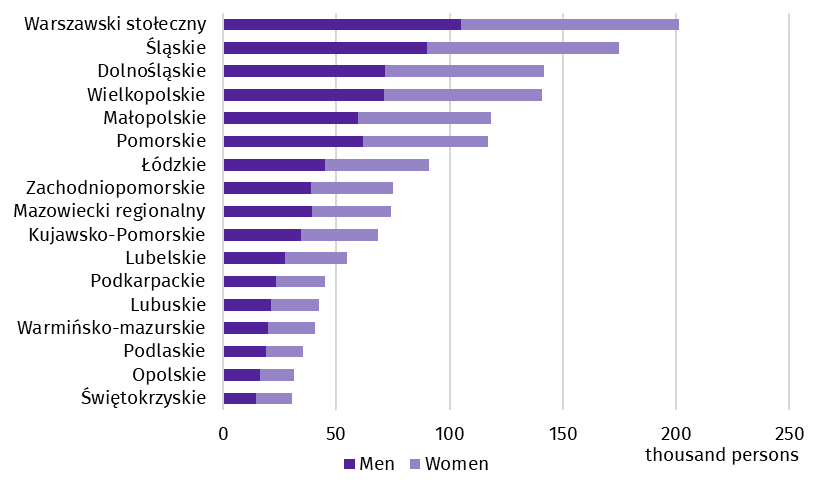 Warszawski stołeczny
Śląskie
Dolnośląskie
Wielkopolskie
Małopolskie
Pomorskie
Łódzkie
Zachodniopomorskie
Mazowiecki regionalny
Kujawsko-Pomorskie
Lubelskie
Podkarpackie
Lubuskie
Warmińsko-mazurskie
Podlaskie
Opolskie
Świętokrzyskie
0 50 100 150 200 250
thousand persons
Men Women